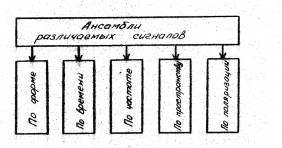 Ансамбли
различаемых сигналов
По форме
По времени
По частоте
По пространству
По поляризации